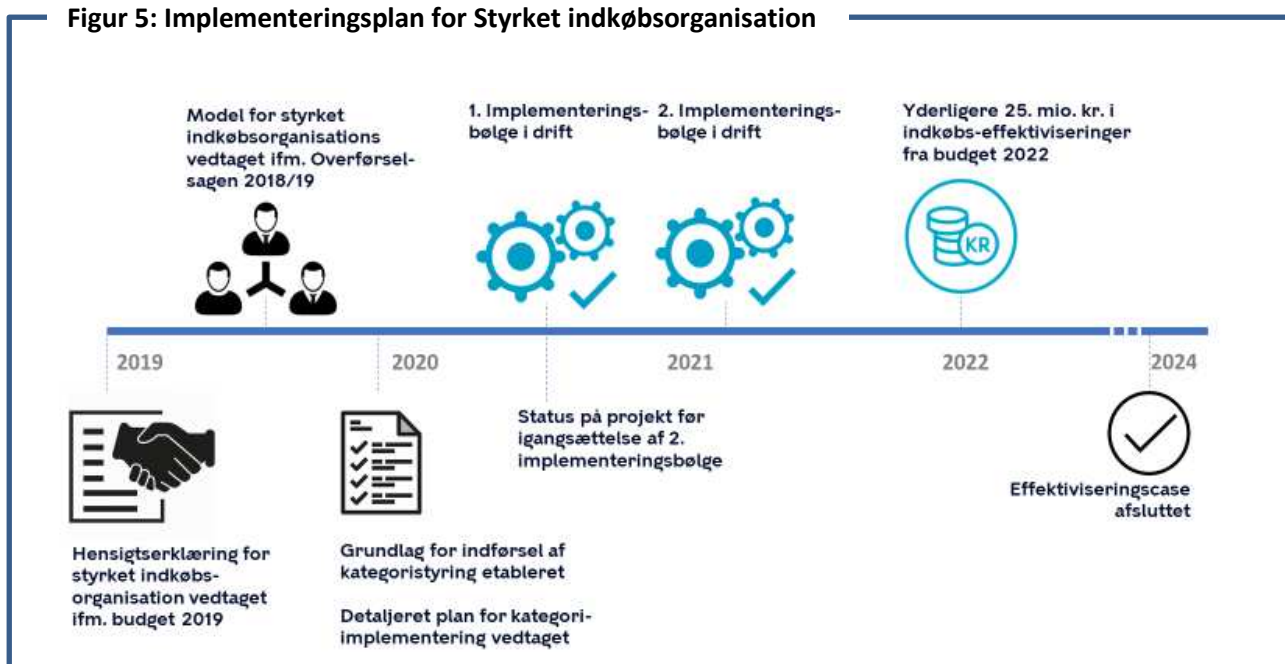 Figur 5: Implementeringsplan for Styrket indkøbsorganisation
Model for styrket
indkøbsorganisations
vedtaget ifm. Overførsel-
sagen 2018/19
1. Implementerings-
bølge i drift
2. Implementerings-
bølge i drift
Yderligere 25. mio. kr. i
indkøbs-effektiviseringer
fra budget 2022
KR
2019
2020
2021
2022
2024
Hensigtserklæring for
styrket indkøbs-
organisation vedtaget
ifm. budget 2019
Grundlag for indførsel af
kategoristyring etableret
Detaljeret plan for kategori-
implementering vedtaget
Status på projekt før
igangsættelse af 2.
implementeringsbølge
Effektiviseringscase
afsluttet